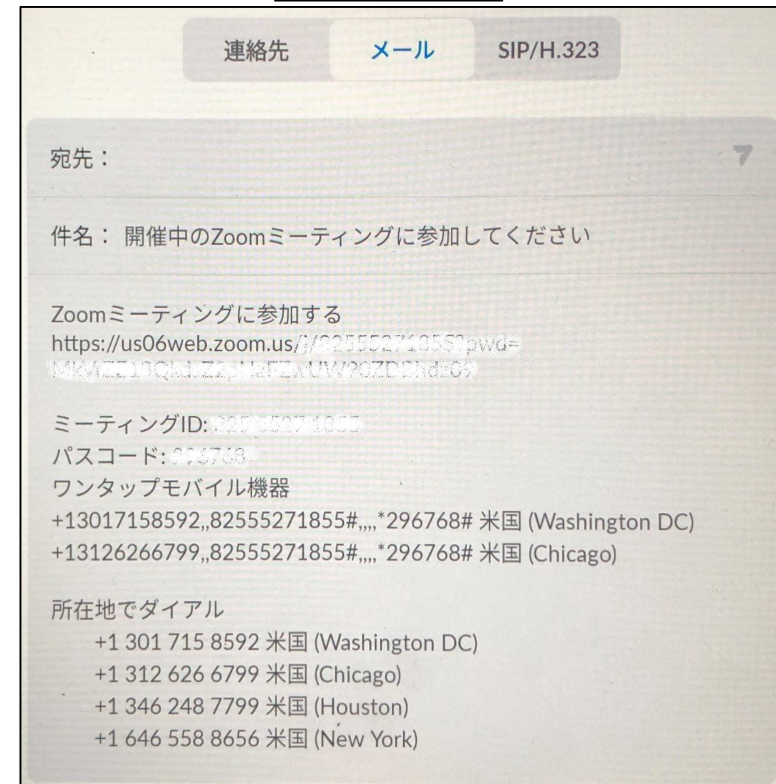 連絡先 メール SIP/H.323
宛先：
件名： 開催中のZoomミーティングに参加してください
Zoomミーティングに参加する
https://us06web.zoom.us/
ミーティングID:
パスコード:
ワンタップモバイル機器
+13017158592,,82555271855#,,,,*296768# 米国 (Washington DC)
+13126266799,,82555271855#,,,,*296768# 米国 (Chicago)
所在地でダイアル
+1 301 715 8592 米国 (Washington DC)
+1 312 626 6799 米国 (Chicago)
+1 346 248 7799 米国 (Houston)
+1 646 558 8656 米国 (New York)